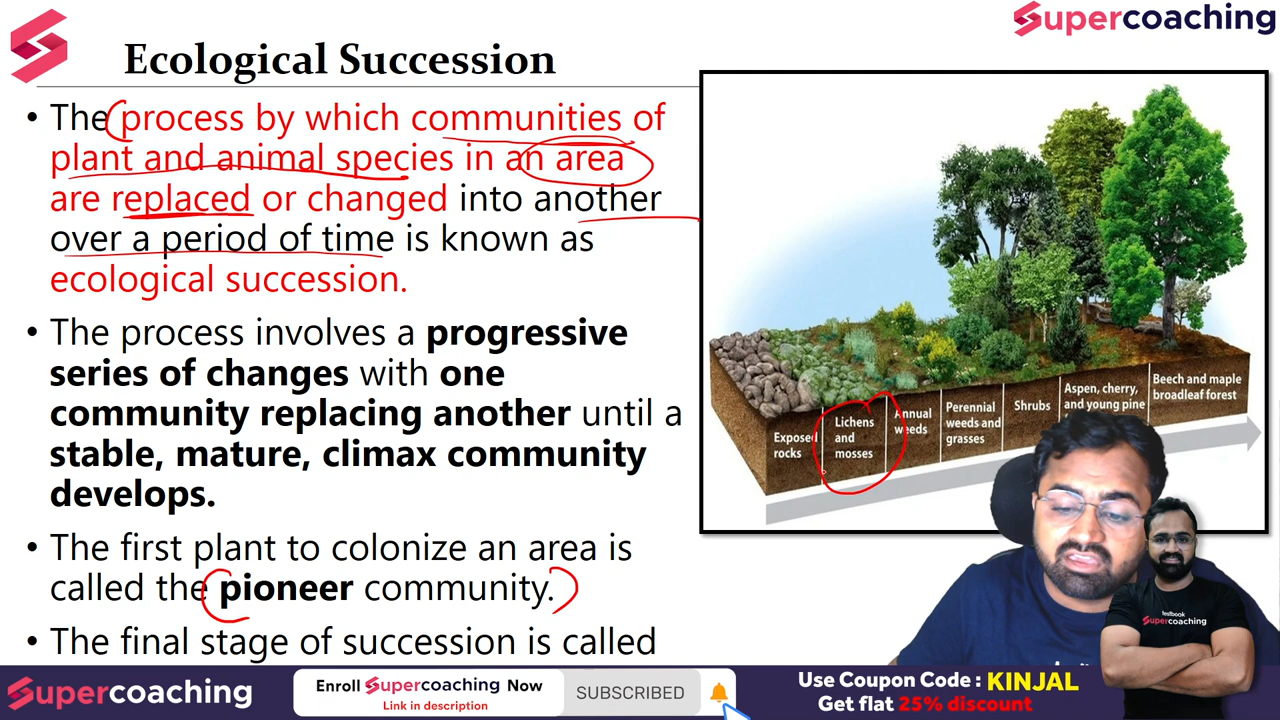 Supercoaching
Ecological Succession
• The process by which communities of
plant and animal species in an area
are replaced or changed into another
over a period of time is known as
ecological succession.
• The process involves a progressive
series of changes with one
community replacing another until a
stable, mature, climax community
develops.
• The first plant to colonize an area is
called the pioneer community.
• The final stage of succession is called
Exposed
rocks
Lichens
and
mosses
Annual
weeds
Perennial
weeds and
grasses
Shrubs
Aspen, cherry,
and young pine
Beech and maple
broadleaf forest
testbook
Supercoaching
Supercoaching
Enroll Supercoaching Now
Link in description
SUBSCRIBED
Use Coupon Code : KINJAL
Get flat 25% discount